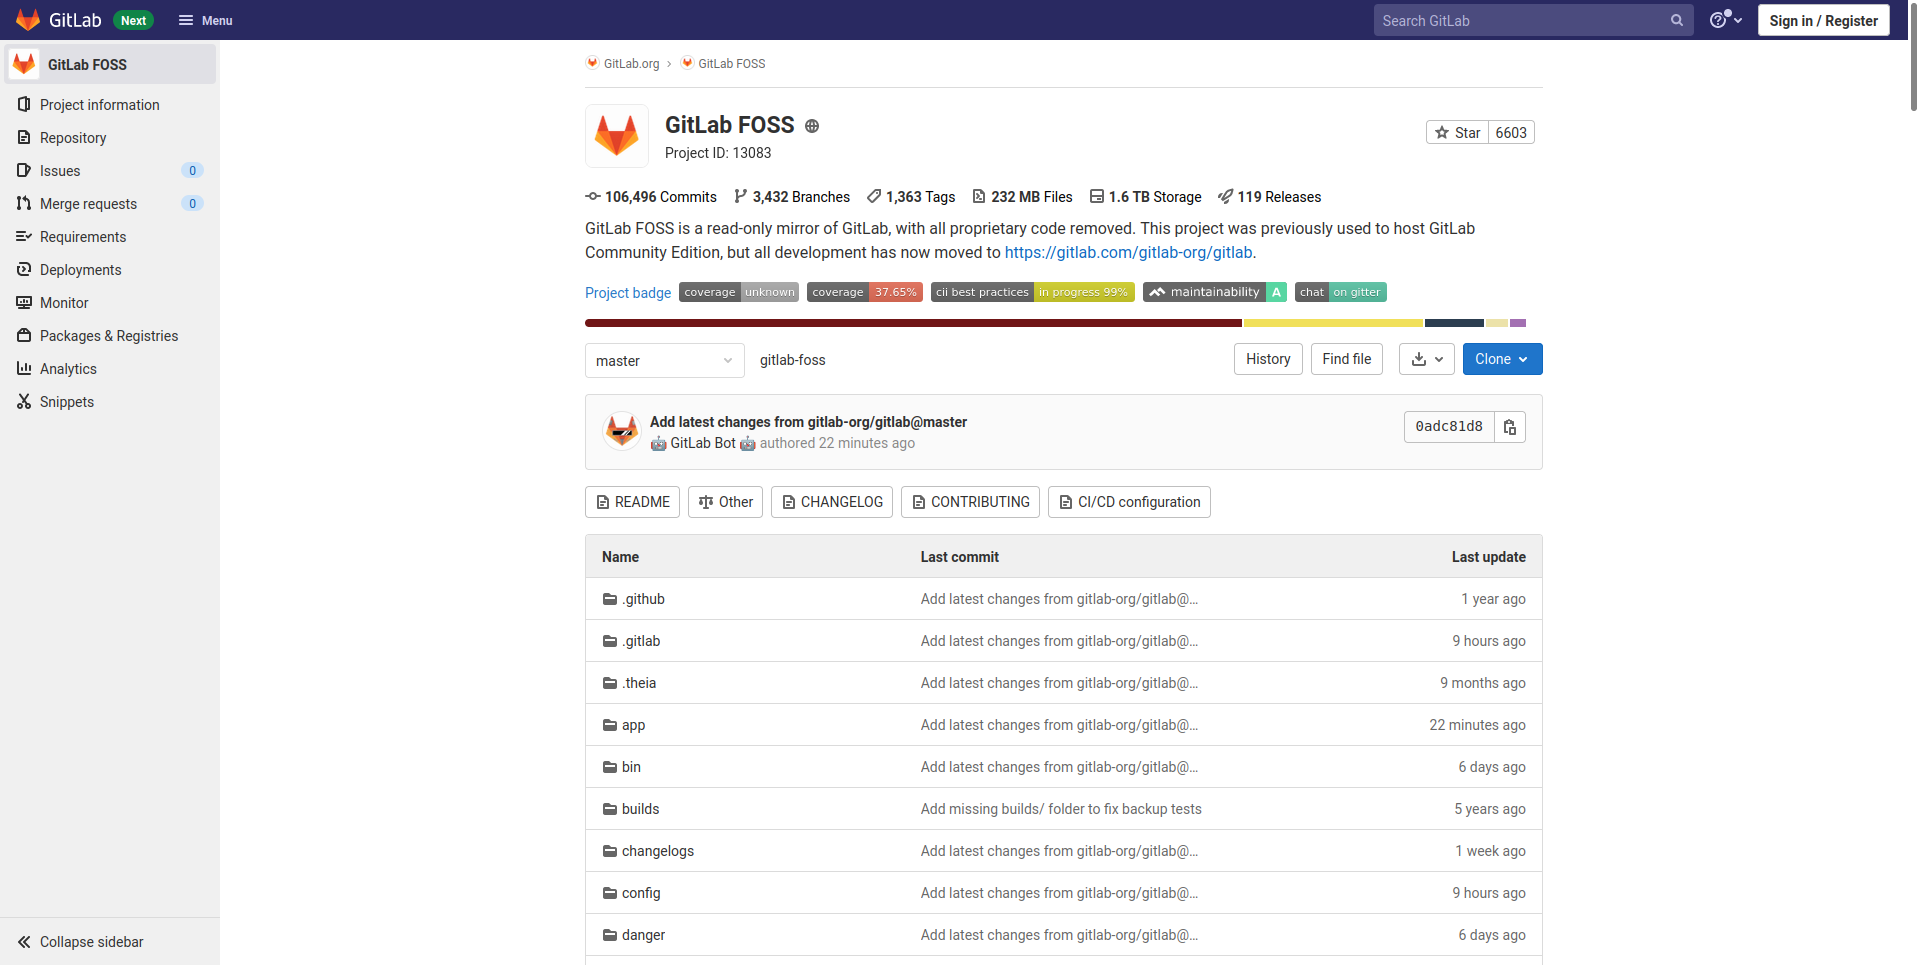 GitLab Next Menu Search GitLab Sign in / Register
GitLab FOSS
Project information
Repository
Issues 0
Merge requests 0
Requirements
Deployments
Monitor
Packages & Registries
Analytics
Snippets
Collapse sidebar
GitLab.org › GitLab FOSS
GitLab FOSS
Project ID: 13083
Star 6603
106,496 Commits 3,432 Branches 1,363 Tags 232 MB Files 1.6 TB Storage 119 Releases
GitLab FOSS is a read-only mirror of GitLab, with all proprietary code removed. This project was previously used to host GitLab
Community Edition, but all development has now moved to https://gitlab.com/gitlab-org/gitlab.
Project badge coverage unknown coverage 37.65% cii best practices in progress 99% maintainability A chat on gitter
master gitlab-foss History Find file Clone
Add latest changes from gitlab-org/gitlab@master
🤖 GitLab Bot 🤖 authored 22 minutes ago
0adc81d8
README Other CHANGELOG CONTRIBUTING CI/CD configuration
Name Last commit Last update
.github Add latest changes from gitlab-org/gitlab@… 1 year ago
.gitlab Add latest changes from gitlab-org/gitlab@… 9 hours ago
.theia Add latest changes from gitlab-org/gitlab@… 9 months ago
app Add latest changes from gitlab-org/gitlab@… 22 minutes ago
bin Add latest changes from gitlab-org/gitlab@… 6 days ago
builds Add missing builds/ folder to fix backup tests 5 years ago
changelogs Add latest changes from gitlab-org/gitlab@… 1 week ago
config Add latest changes from gitlab-org/gitlab@… 9 hours ago
danger Add latest changes from gitlab-org/gitlab@… 6 days ago